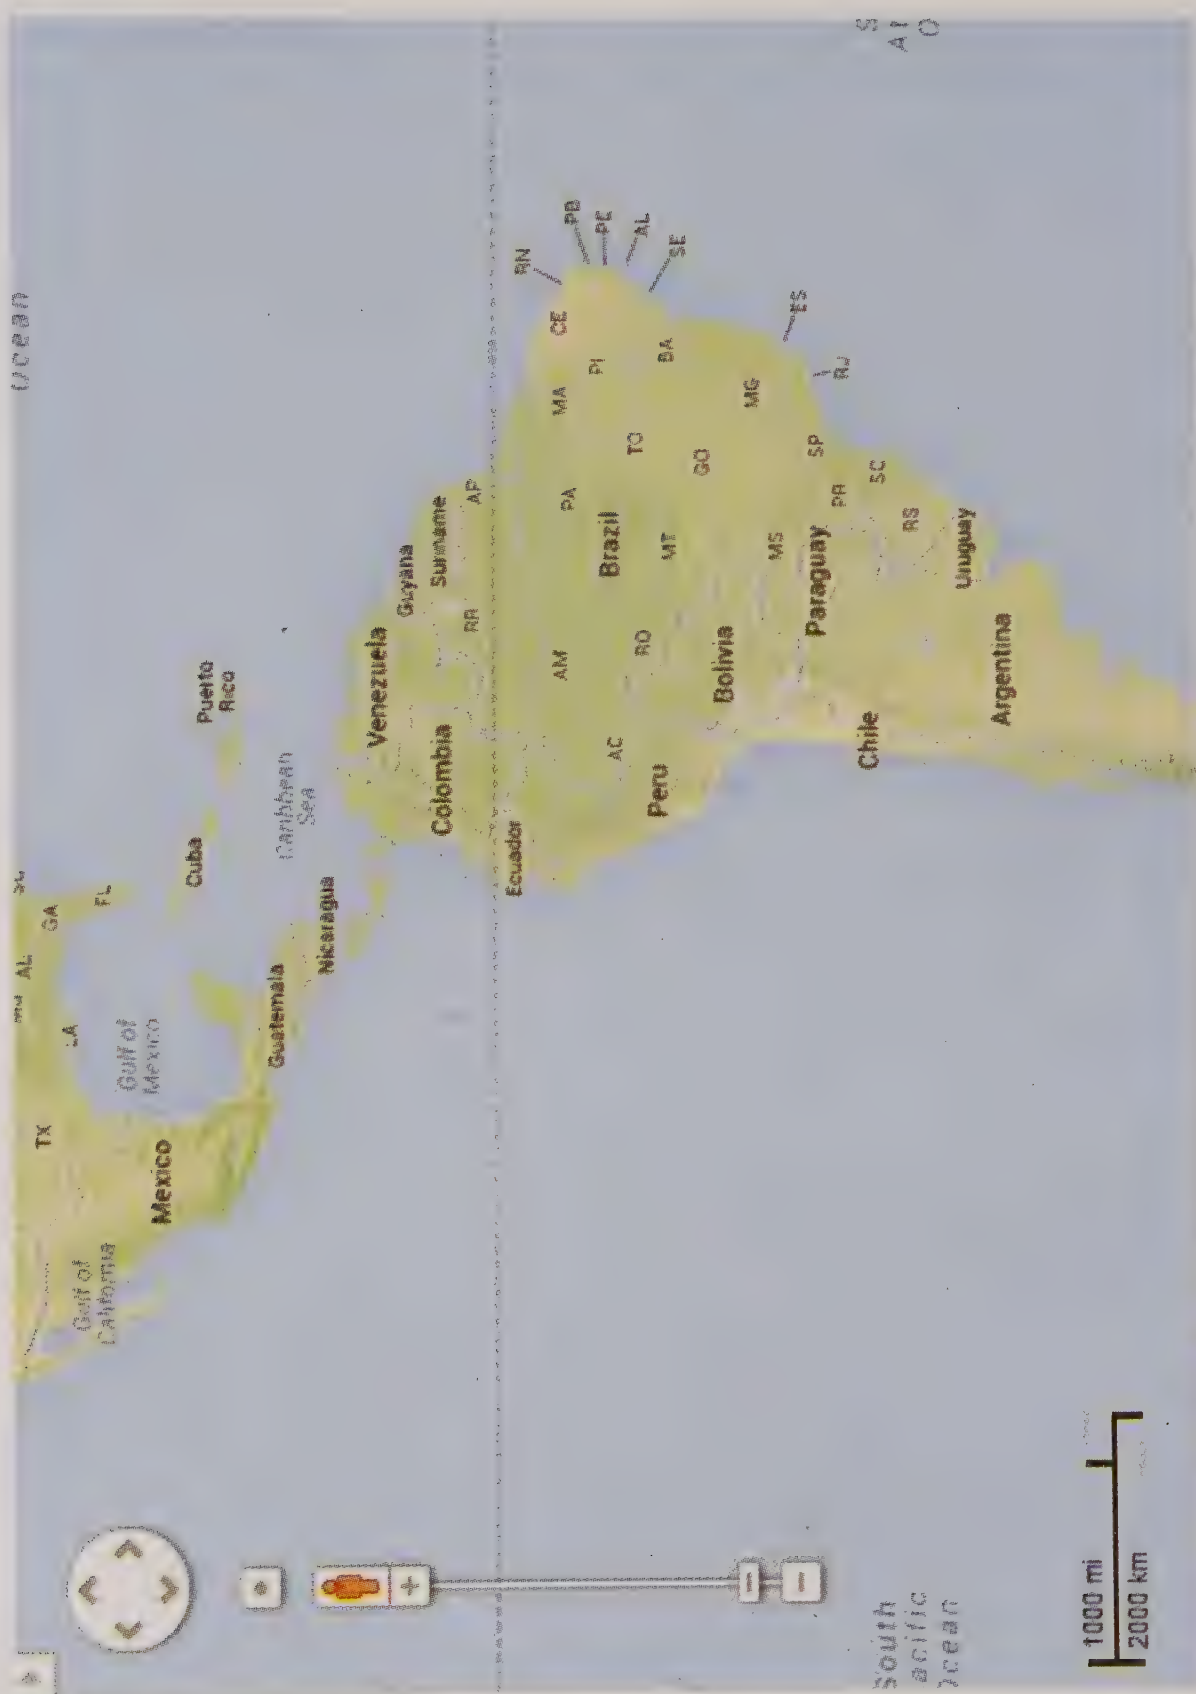 TX
AL
GA
LA
FL
Ocean
Gulf of
California
Mexico
Gulf of
Mexico
Cuba
Puerto
Rico
Guatemala
Caribbean
Sea
Nicaragua
Venezuela
Guyana
Suriname
Colombia
RR
AP
Ecuador
RN
PB
PE
AL
SE
CE
MA
PI
PA
AM
Brazil
TO
BA
AC
RO
MT
Peru
GO
Bolivia
MG
ES
MS
SP
RJ
Paraguay
PR
SC
Chile
RS
Uruguay
Argentina
South
acific
Ocean
S
At
O
1000 mi
2000 km